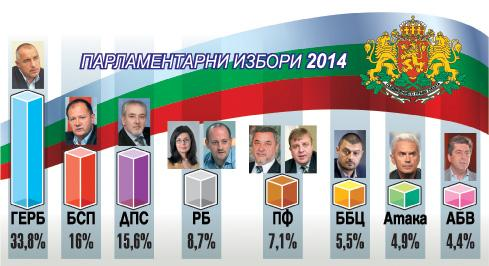 ПАРЛАМЕНТАРНИ ИЗБОРИ 2014
ГЕРБ БСП ДПС РБ ПФ ББЦ Атака АБВ
33,8% 16% 15,6% 8,7% 7,1% 5,5% 4,9% 4,4%